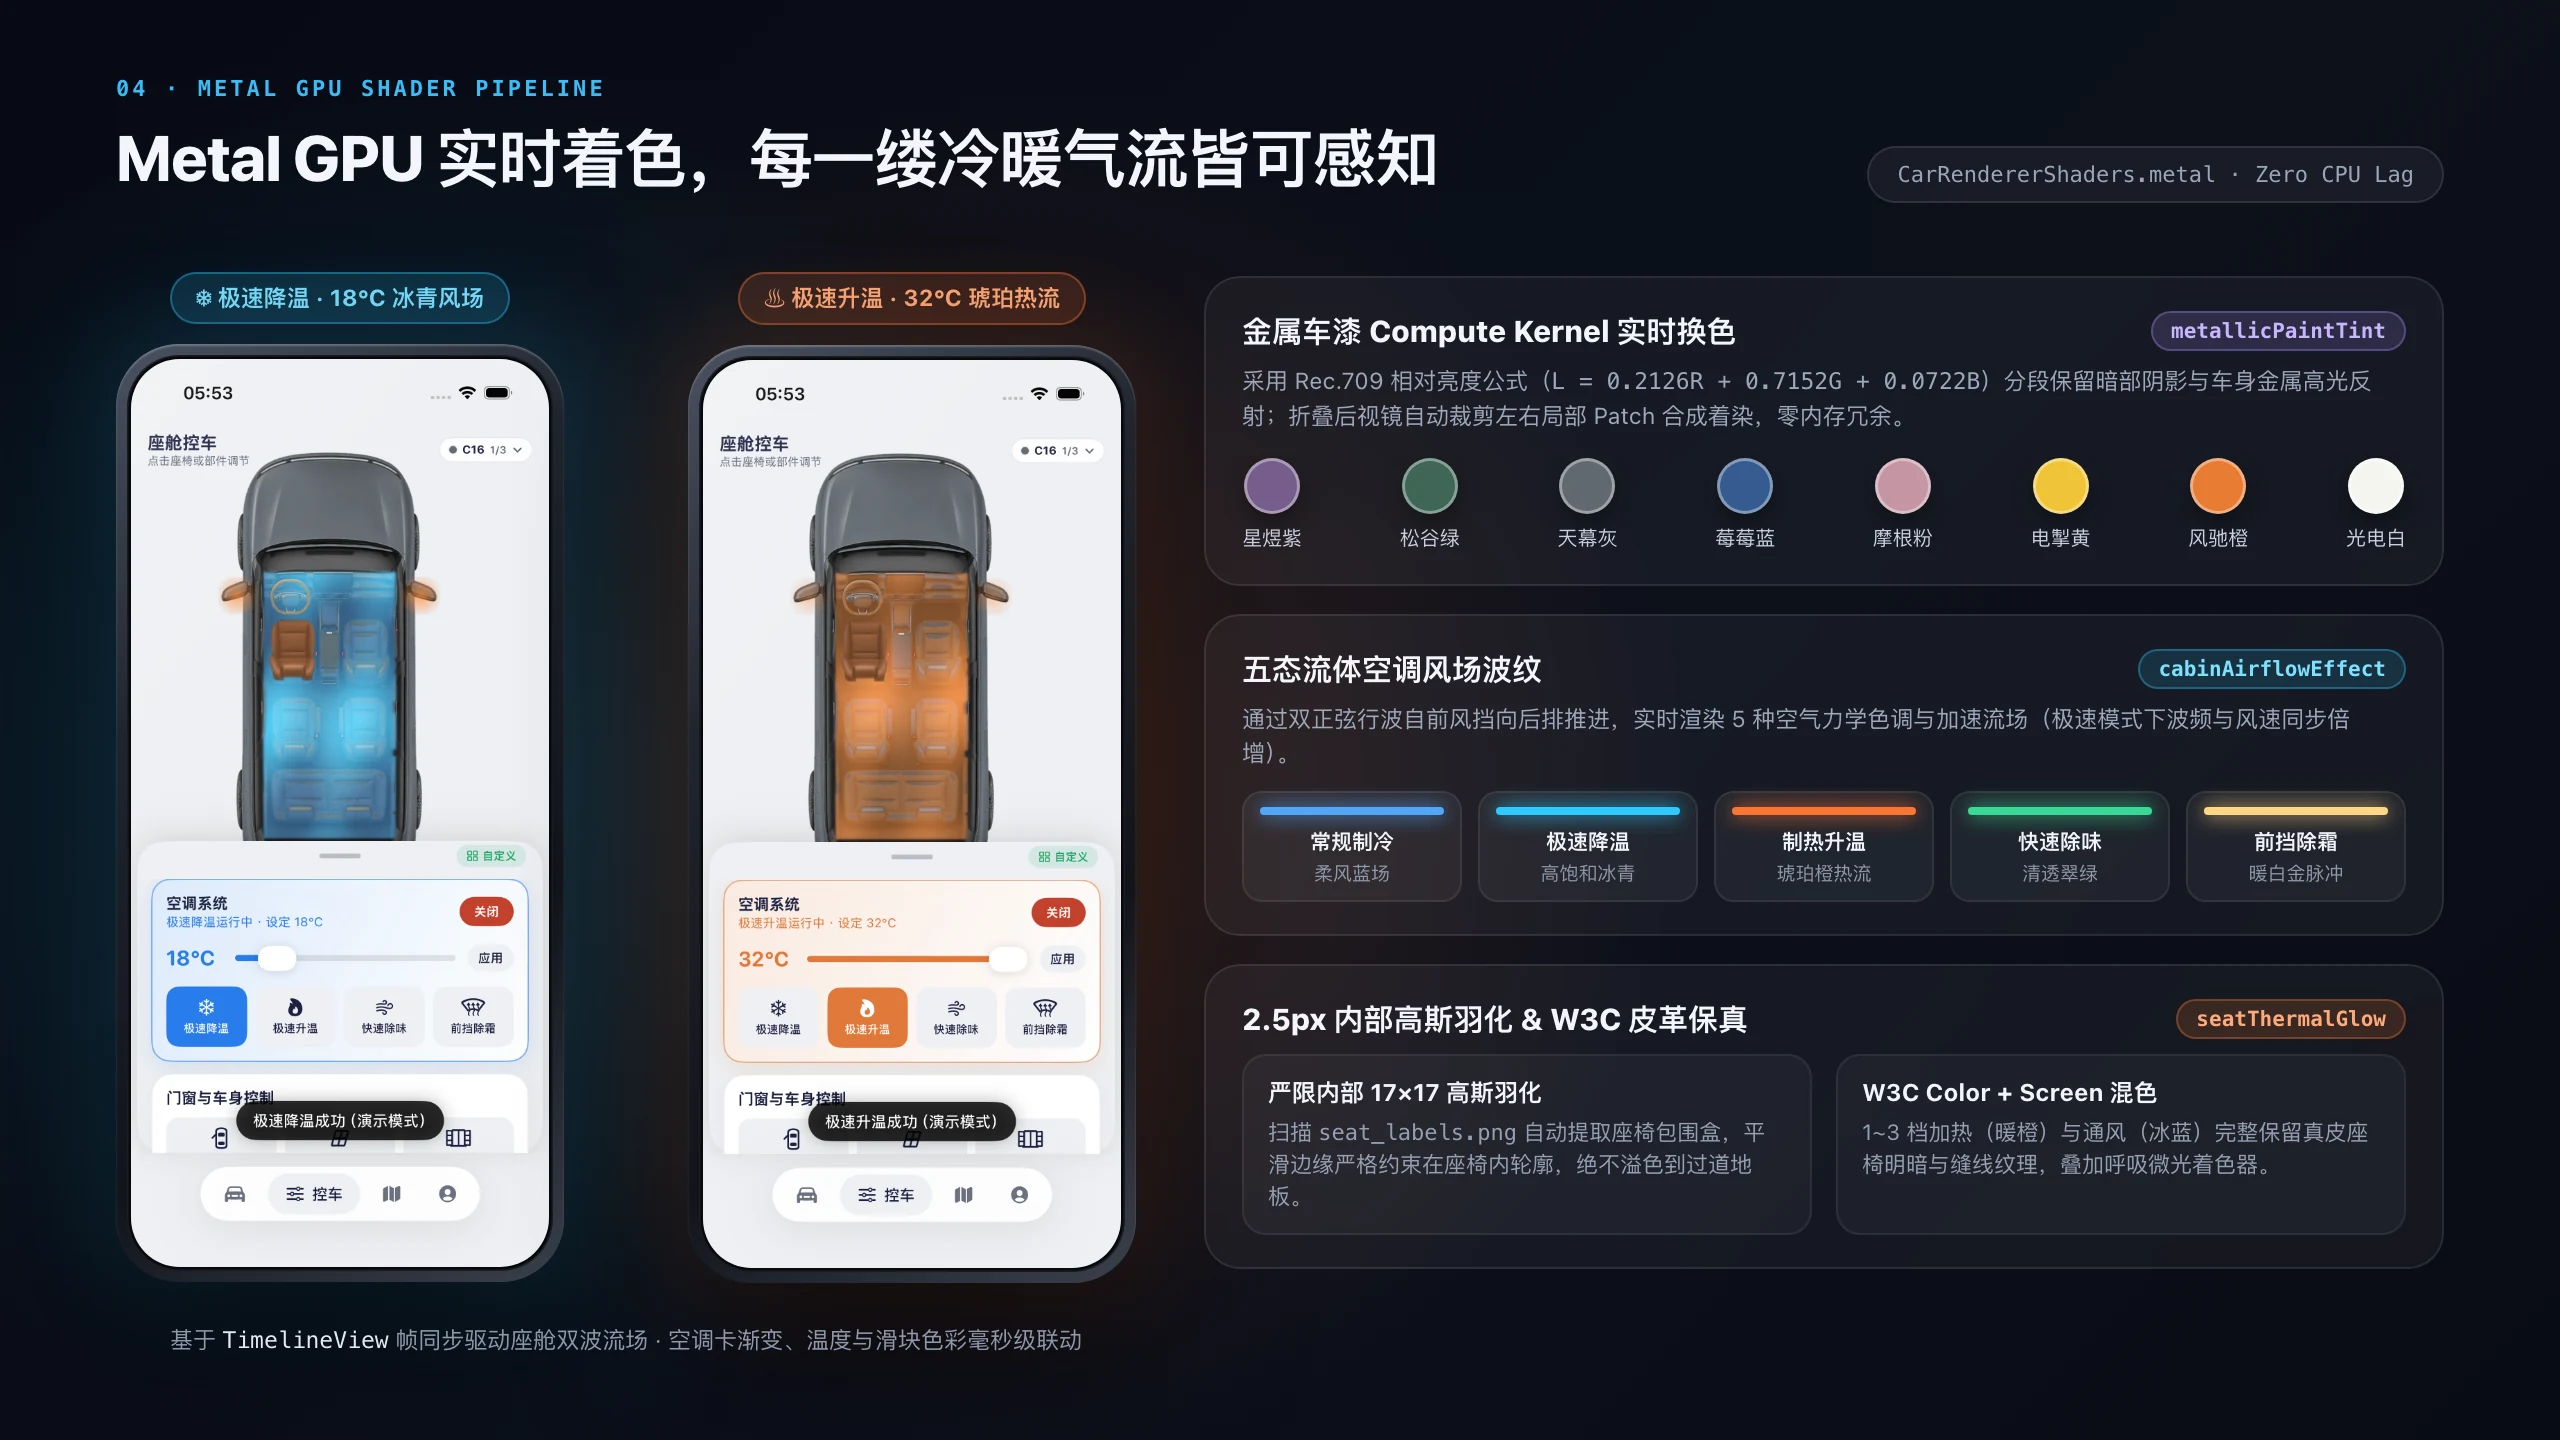 04 · METAL GPU SHADER PIPELINE
Metal GPU 实时着色，每一缕冷暖气流皆可感知
CarRendererShaders.metal · Zero CPU Lag
❄ 极速降温 · 18°C 冰青风场
05:53
座舱控车
点击座椅或部件调节
C16 1/3
自定义
空调系统
极速降温运行中 · 设定 18°C
关闭
18°C
应用
极速降温
极速升温
快速除味
前挡除霜
门窗与车身控制
极速降温成功 (演示模式)
控车
♨ 极速升温 · 32°C 琥珀热流
05:53
座舱控车
点击座椅或部件调节
C16 1/3
自定义
空调系统
极速升温运行中 · 设定 32°C
关闭
32°C
应用
极速降温
极速升温
快速除味
前挡除霜
门窗与车身控制
极速升温成功 (演示模式)
控车
基于 TimelineView 帧同步驱动座舱双波流场 · 空调卡渐变、温度与滑块色彩毫秒级联动
金属车漆 Compute Kernel 实时换色
metallicPaintTint
采用 Rec.709 相对亮度公式（L = 0.2126R + 0.7152G + 0.0722B）分段保留暗部阴影与车身金属高光反
射；折叠后视镜自动裁剪左右局部 Patch 合成着染，零内存冗余。
星煜紫
松谷绿
天幕灰
莓莓蓝
摩根粉
电掣黄
风驰橙
光电白
五态流体空调风场波纹
cabinAirflowEffect
通过双正弦行波自前风挡向后排推进，实时渲染 5 种空气力学色调与加速流场（极速模式下波频与风速同步倍
增）。
常规制冷
柔风蓝场
极速降温
高饱和冰青
制热升温
琥珀橙热流
快速除味
清透翠绿
前挡除霜
暖白金脉冲
2.5px 内部高斯羽化 & W3C 皮革保真
seatThermalGlow
严限内部 17×17 高斯羽化
扫描 seat_labels.png 自动提取座椅包围盒，平
滑边缘严格约束在座椅内轮廓，绝不溢色到过道地
板。
W3C Color + Screen 混色
1~3 档加热（暖橙）与通风（冰蓝）完整保留真皮座
椅明暗与缝线纹理，叠加呼吸微光着色器。